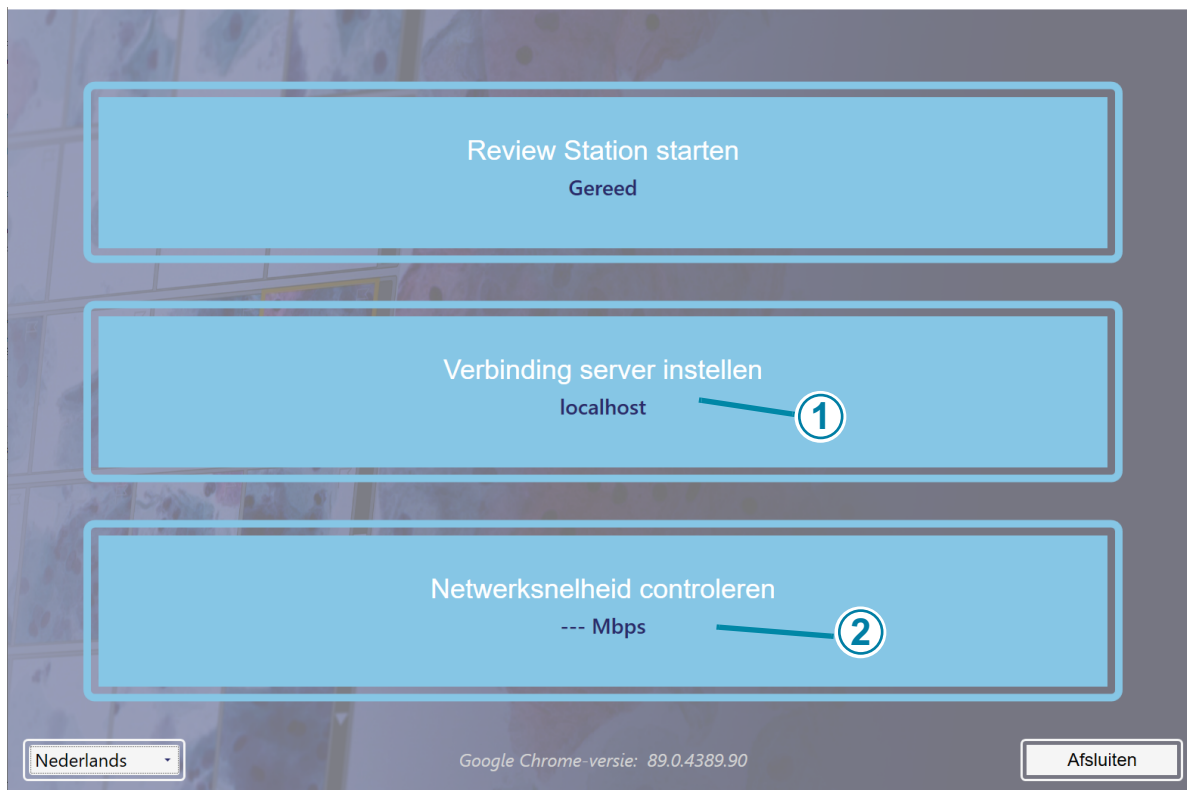 Review Station starten
Gereed
Verbinding server instellen
localhost
1
Netwerksnelheid controleren
--- Mbps
2
Nederlands
Google Chrome-versie: 89.0.4389.90
Afsluiten